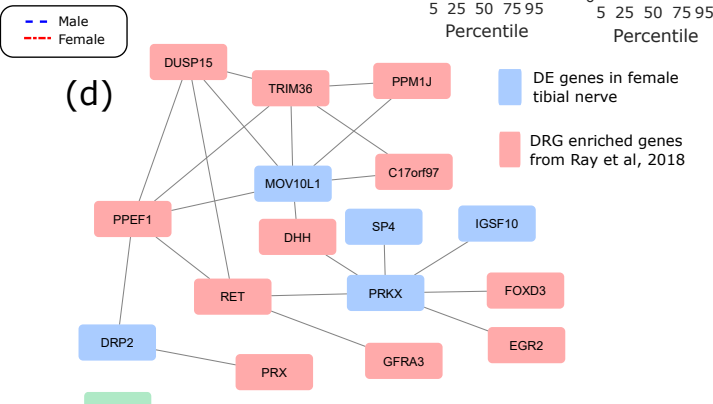 Male
Female
5 25 50 75 95
Percentile
5 25 50 75 95
Percentile
(d)
DUSP15
TRIM36
PPM1J
DE genes in female
tibial nerve
DRG enriched genes
from Ray et al, 2018
MOV10L1
C17orf97
PPEF1
DHH
SP4
IGSF10
RET
PRKX
FOXD3
DRP2
EGR2
PRX
GFRA3